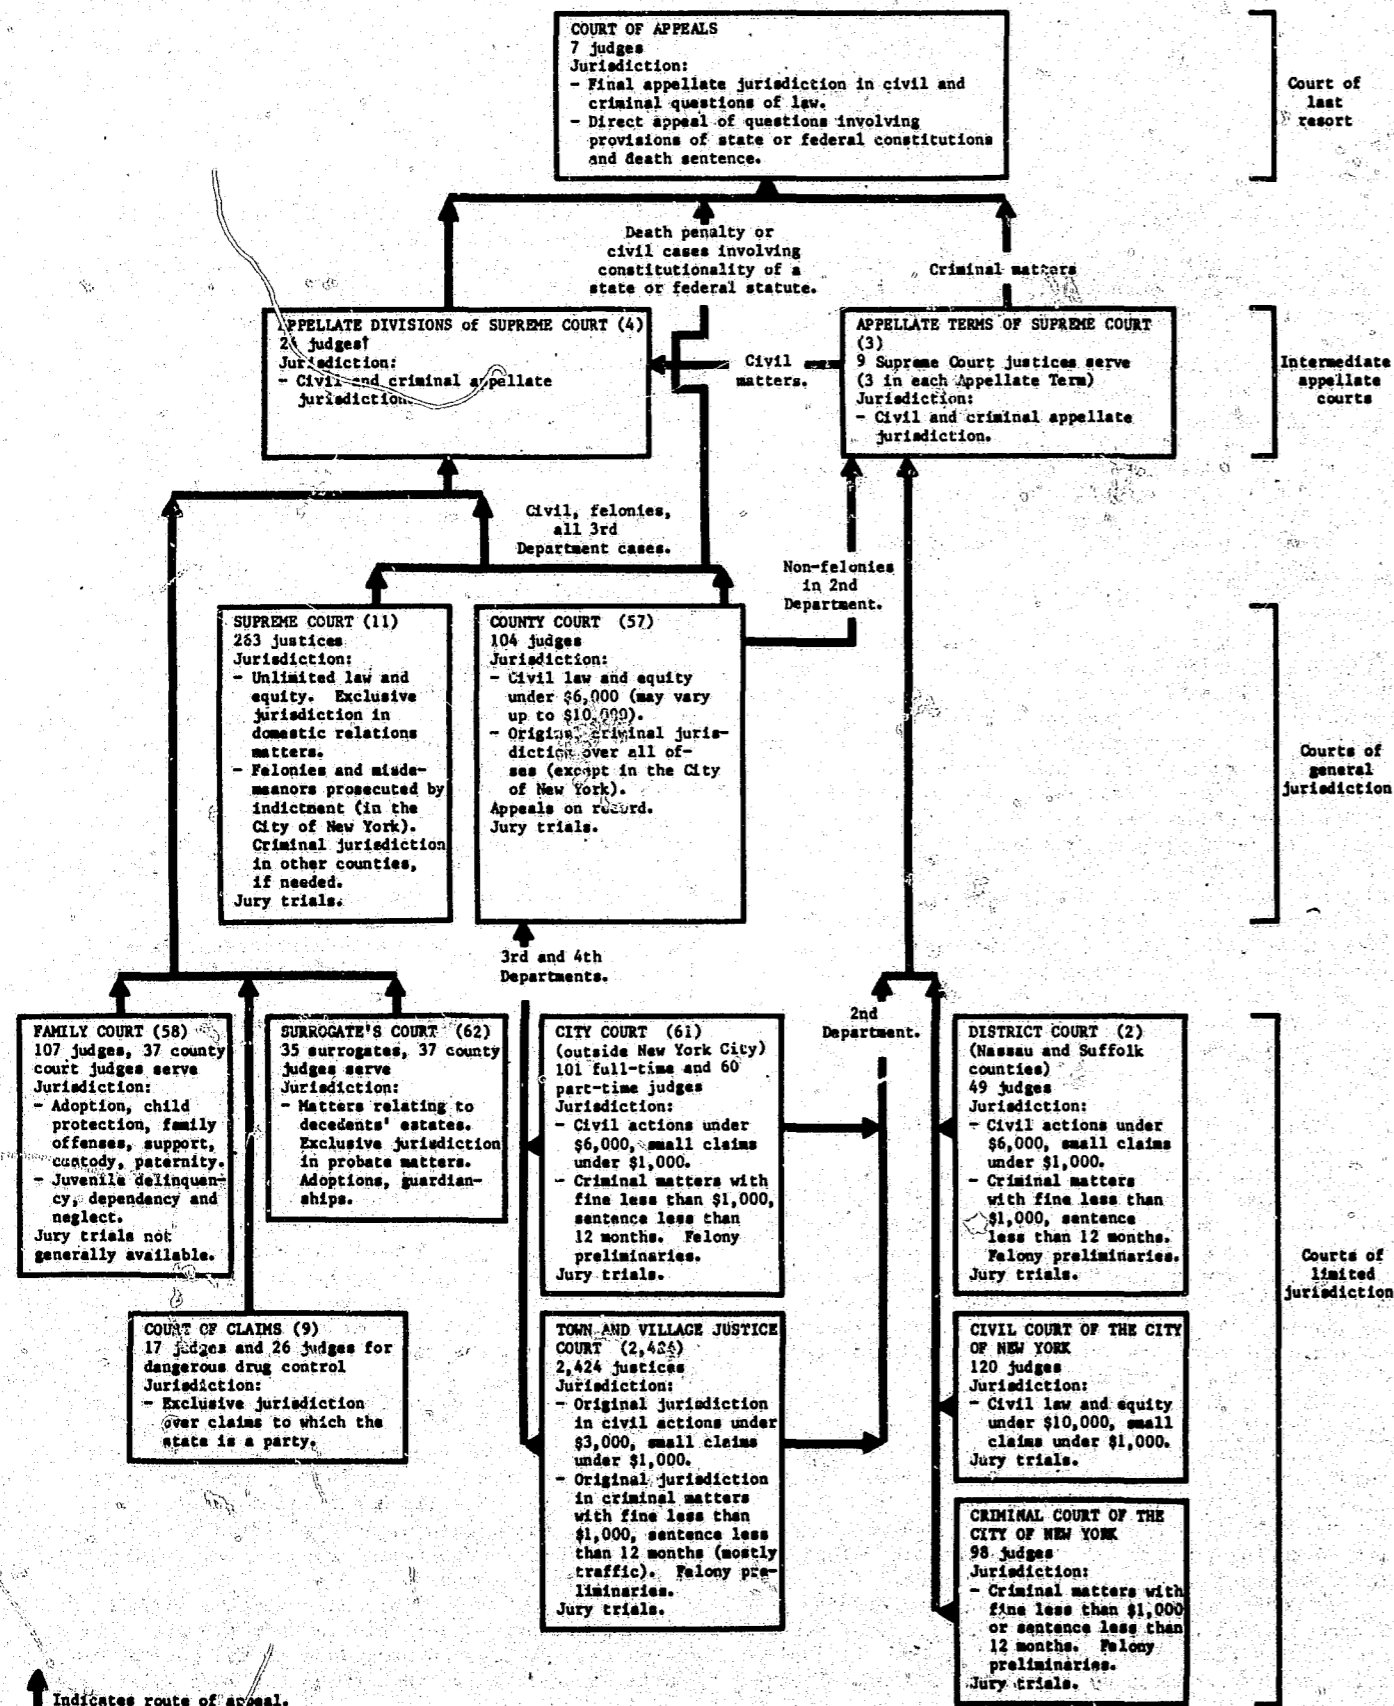 COURT OF APPEALS
7 judges
Jurisdiction:
- Final appellate jurisdiction in civil and
criminal questions of law.
- Direct appeal of questions involving
provisions of state or federal constitutions
and death sentence.
Court of
last
resort
Death penalty or
civil cases involving
constitutionality of a
state or federal statute.
Criminal matters
APPELLATE DIVISIONS of SUPREME COURT (4)
judges†
Jurisdiction:
- Civil and criminal appellate
jurisdiction.
Civil
matters.
APPELLATE TERMS OF SUPREME COURT
(3)
9 Supreme Court justices serve
(3 in each Appellate Term)
Jurisdiction:
- Civil and criminal appellate
jurisdiction.
Intermediate
appellate
courts
Civil, felonies,
all 3rd
Department cases.
Non-felonies
in 2nd
Department.
SUPREME COURT (11)
263 justices
Jurisdiction:
- Unlimited law and
equity. Exclusive
jurisdiction in
domestic relations
matters.
- Felonies and misde-
meanors prosecuted by
indictment (in the
City of New York).
Criminal jurisdiction
in other counties,
if needed.
Jury trials.
COUNTY COURT (57)
104 judges
Jurisdiction:
- Civil law and equity
under $6,000 (may vary
up to $10,000).
- Original criminal juris-
diction over all of-
ses (except in the City
of New York).
Appeals on record.
Jury trials.
Courts of
general
jurisdiction
3rd and 4th
Departments.
2nd
Department.
FAMILY COURT (58)
107 judges, 37 county
court judges serve
Jurisdiction:
- Adoption, child
protection, family
offenses, support,
custody, paternity.
- Juvenile delinquen-
cy, dependency and
neglect.
Jury trials not
generally available.
SURROGATE'S COURT (62)
35 surrogates, 37 county
judges serve
Jurisdiction:
- Matters relating to
decedents' estates.
Exclusive jurisdiction
in probate matters.
Adoptions, guardian-
ships.
CITY COURT (61)
(outside New York City)
101 full-time and 60
part-time judges
Jurisdiction:
- Civil actions under
$6,000, small claims
under $1,000.
- Criminal matters with
fine less than $1,000,
sentence less than
12 months. Felony
preliminaries.
Jury trials.
DISTRICT COURT (2)
(Nassau and Suffolk
counties)
49 judges
Jurisdiction:
- Civil actions under
$6,000, small claims
under $1,000.
- Criminal matters
with fine less than
$1,000, sentence
less than 12 months.
Felony preliminaries.
Jury trials.
Courts of
limited
jurisdiction
COURT OF CLAIMS (9)
17 judges and 26 judges for
dangerous drug control
Jurisdiction:
- Exclusive jurisdiction
over claims to which the
state is a party.
TOWN AND VILLAGE JUSTICE
COURT
2,424 justices
Jurisdiction:
- Original jurisdiction
in civil actions under
$3,000, small claims
under $1,000.
- Original jurisdiction
in criminal matters
with fine less than
$1,000, sentence less
than 12 months (mostly
traffic). Felony pre-
liminaries.
Jury trials.
CIVIL COURT OF THE CITY
OF NEW YORK
120 judges
Jurisdiction:
- Civil law and equity
under $10,000, small
claims under $1,000.
Jury trials.
CRIMINAL COURT OF THE
CITY OF NEW YORK
98 judges
Jurisdiction:
- Criminal matters with
fine less than $1,000
or sentence less than
12 months. Felony
preliminaries.
Jury trials.
Indicates route of appeal.